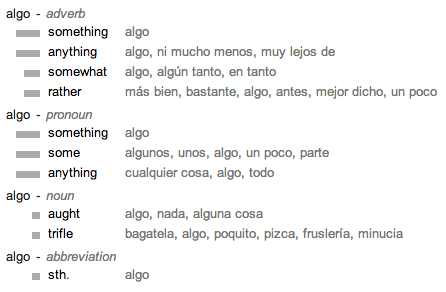 algo - adverb
something algo
anything algo, ni mucho menos, muy lejos de
somewhat algo, algún tanto, en tanto
rather más bien, bastante, algo, antes, mejor dicho, un poco
algo - pronoun
something algo
some algunos, unos, algo, un poco, parte
anything cualquier cosa, algo, todo
algo - noun
aught algo, nada, alguna cosa
trifle bagatela, algo, poquito, pizca, fruslería, minucia
algo - abbreviation
sth. algo